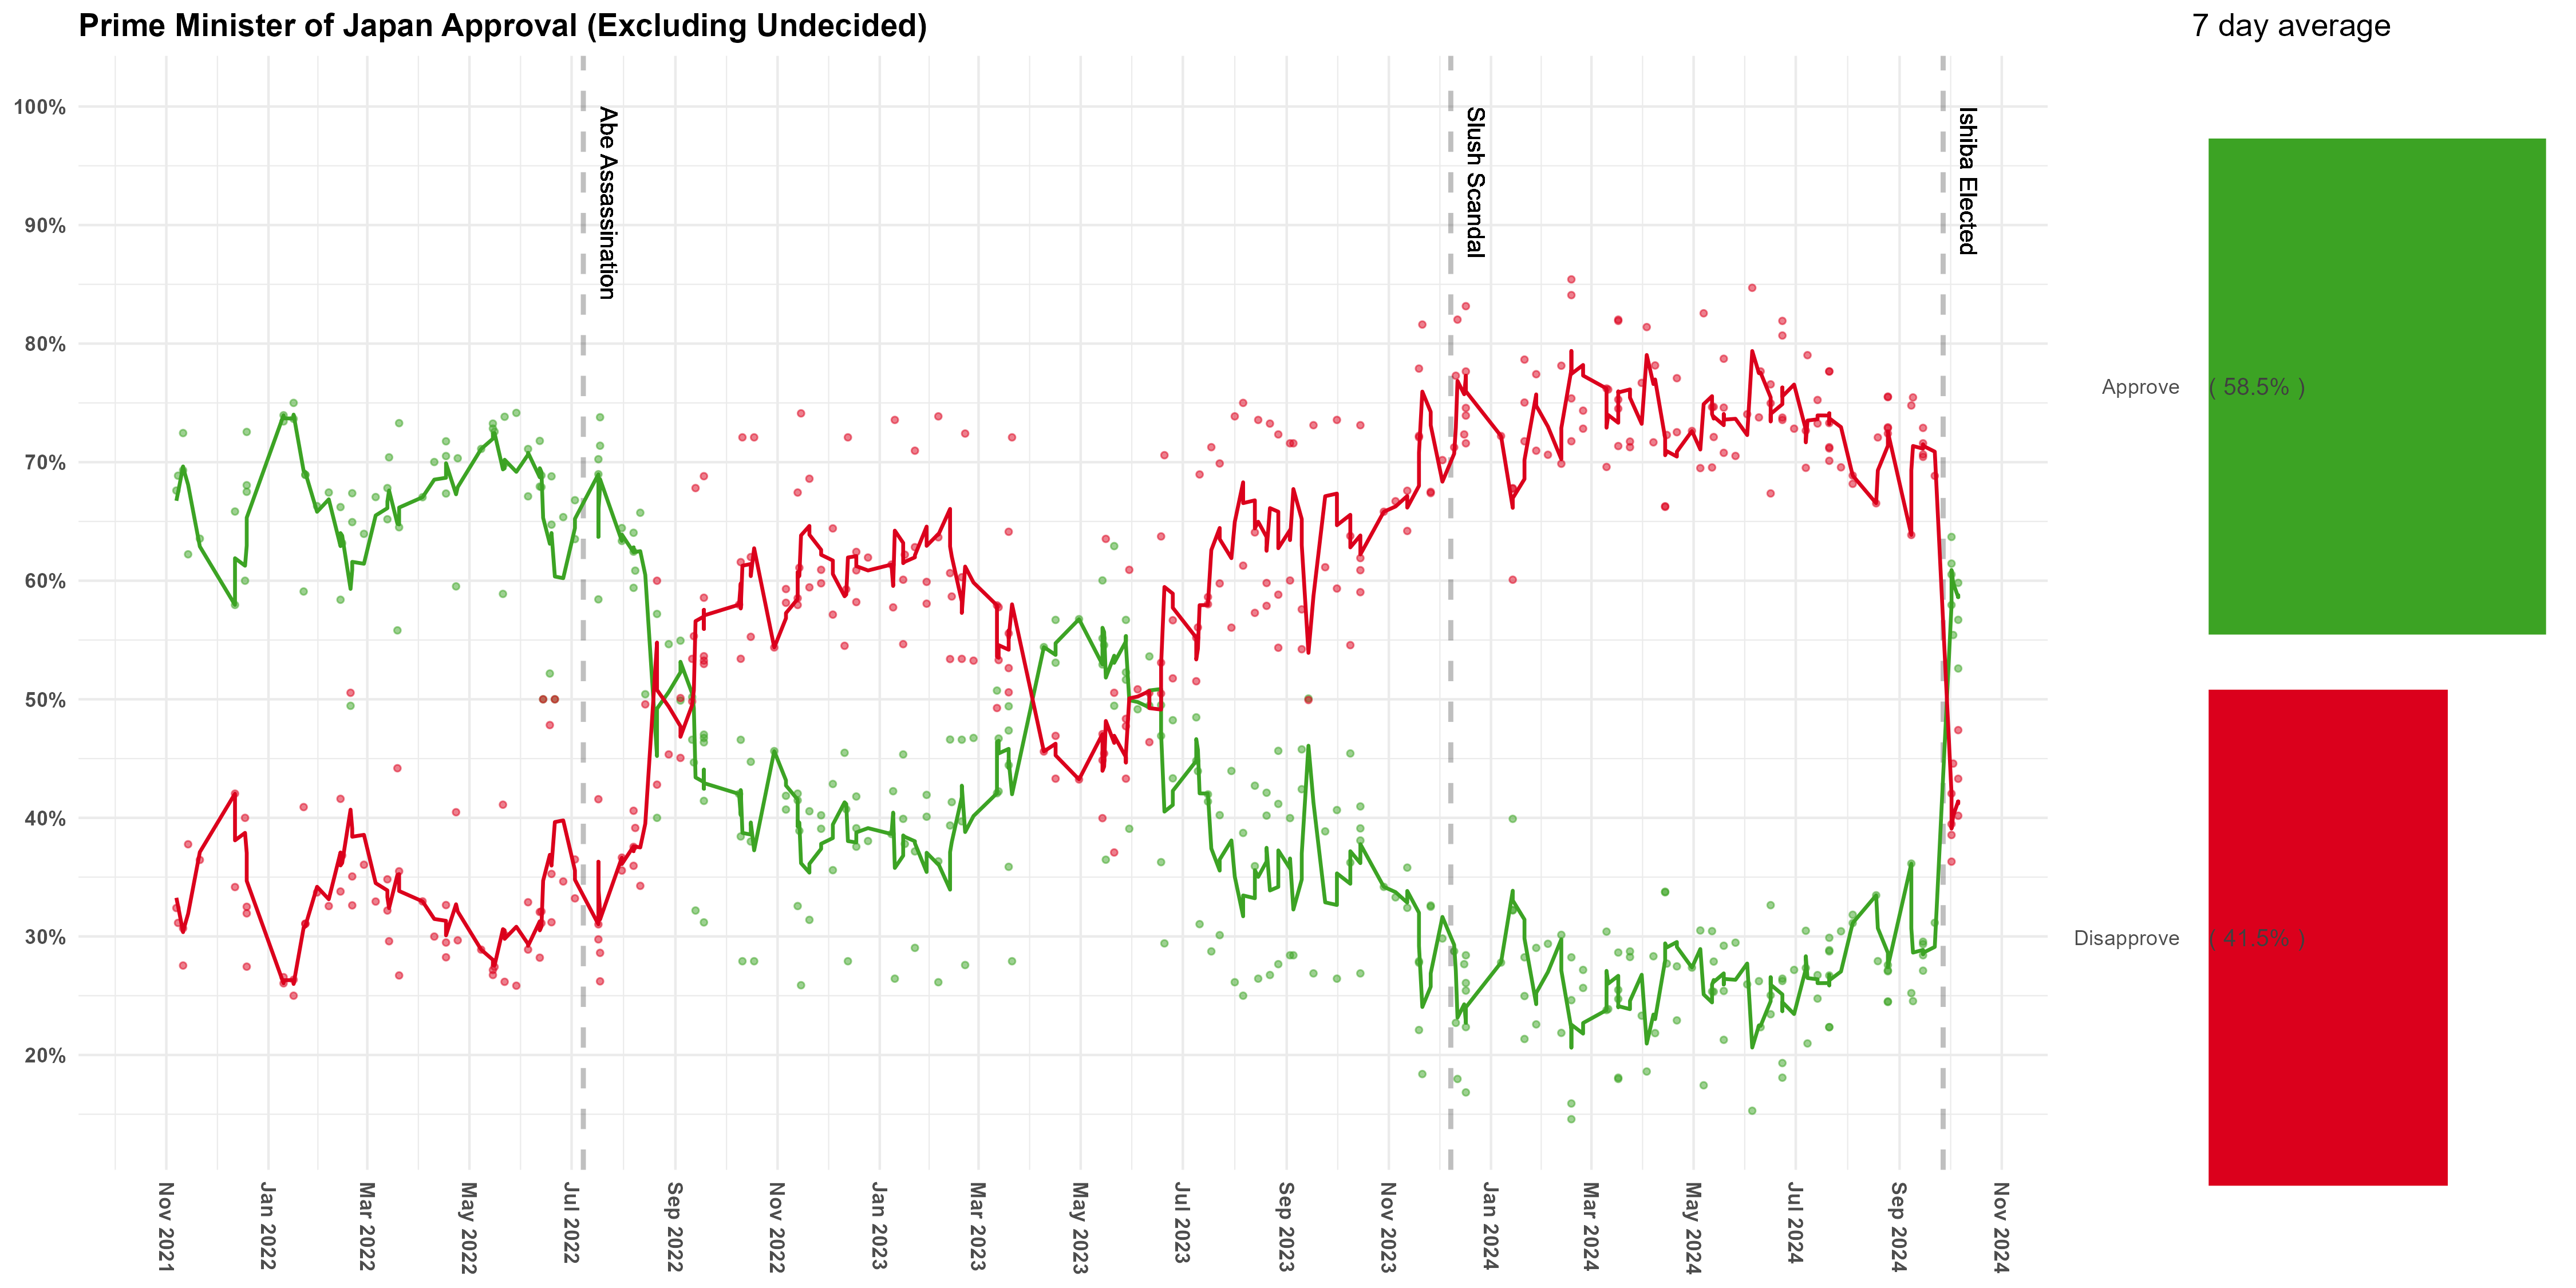 Prime Minister of Japan Approval (Excluding Undecided)
7 day average
100%
90%
80%
70%
60%
50%
40%
30%
20%
Abe Assassination
Slush Scandal
Ishiba Elected
Nov 2021
Jan 2022
Mar 2022
May 2022
Jul 2022
Sep 2022
Nov 2022
Jan 2023
Mar 2023
May 2023
Jul 2023
Sep 2023
Nov 2023
Jan 2024
Mar 2024
May 2024
Jul 2024
Sep 2024
Nov 2024
Approve ( 58.5% )
Disapprove ( 41.5% )